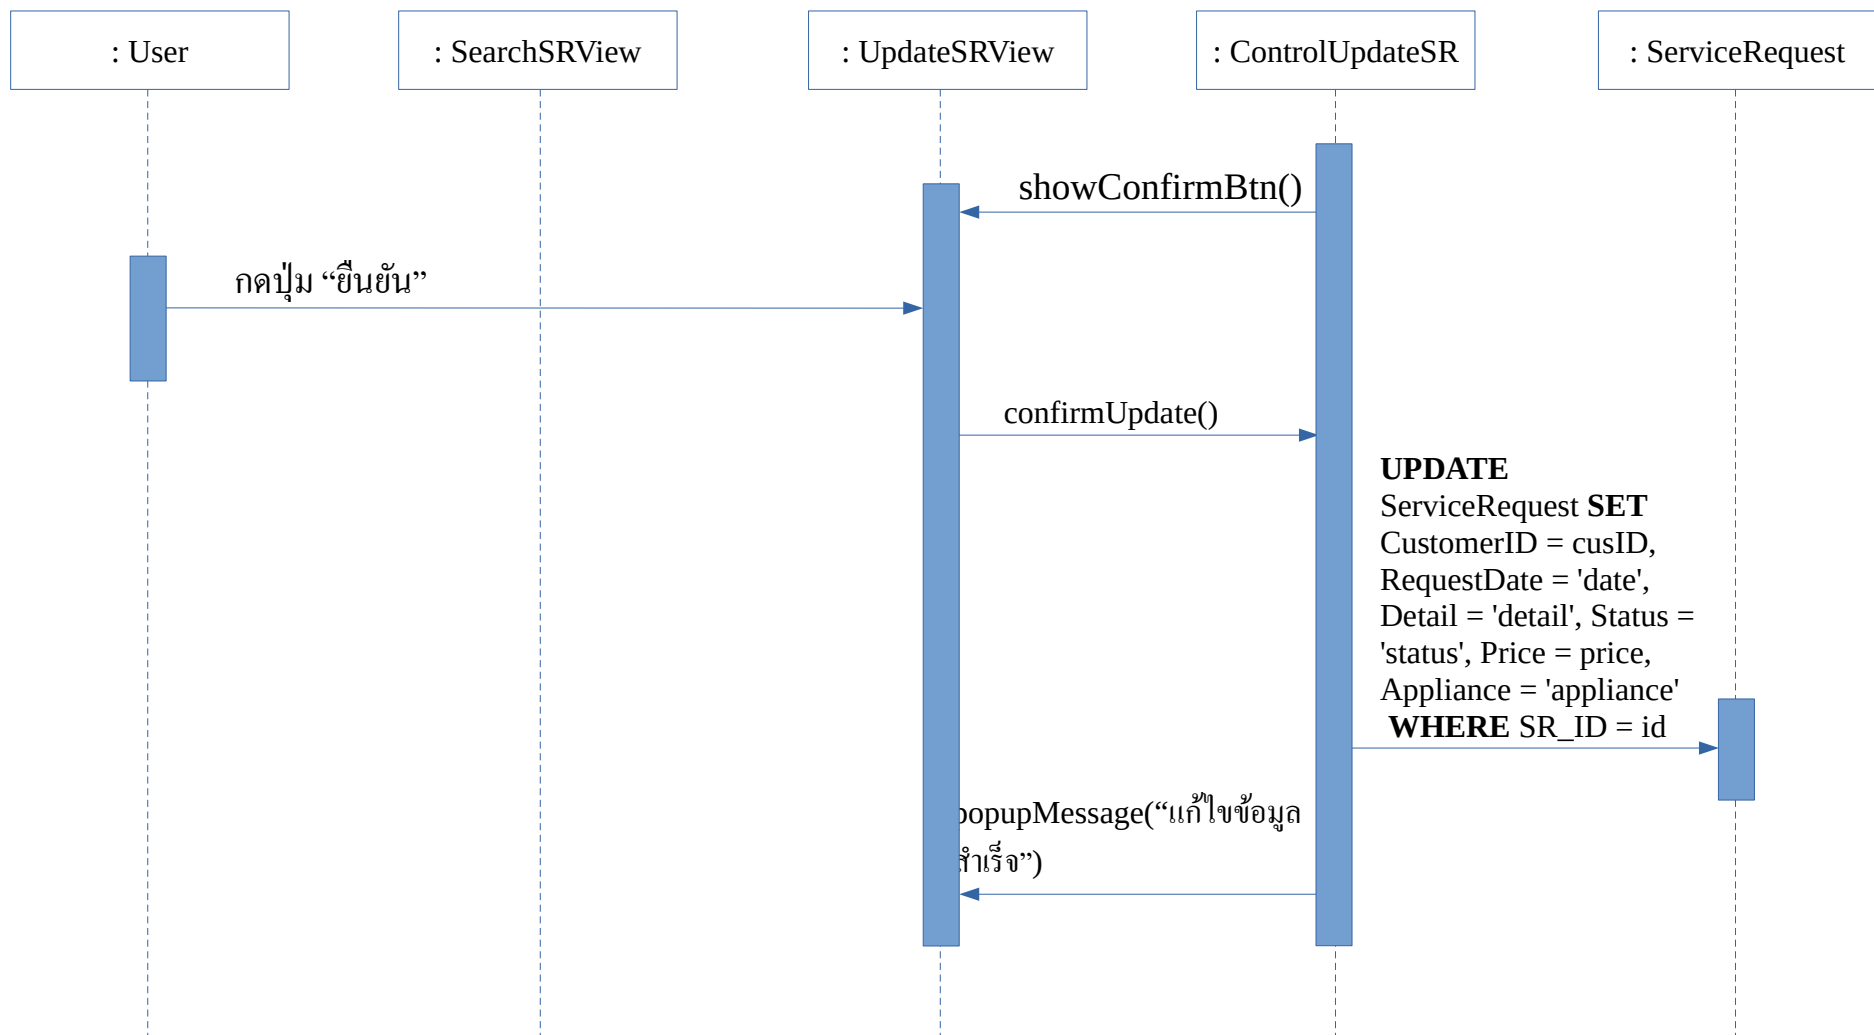 : User
: SearchSRView
: UpdateSRView
: ControlUpdateSR
: ServiceRequest
showConfirmBtn()
กดปุ่ม “ยืนยัน”
confirmUpdate()
UPDATE
ServiceRequest SET
CustomerID = cusID,
RequestDate = 'date',
Detail = 'detail', Status =
'status', Price = price,
Appliance = 'appliance'
WHERE SR_ID = id
popupMessage(“แก้ไขข้อมูล
สำเร็จ”)